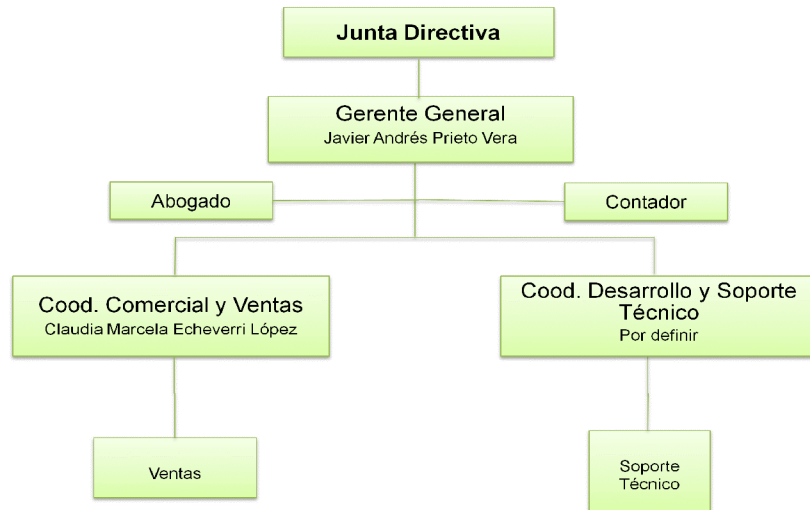 Junta Directiva
Gerente General
Javier Andrés Prieto Vera
Abogado
Contador
Cood. Comercial y Ventas
Claudia Marcela Echeverri López
Cood. Desarrollo y Soporte
Técnico
Por definir
Ventas
Soporte
Técnico